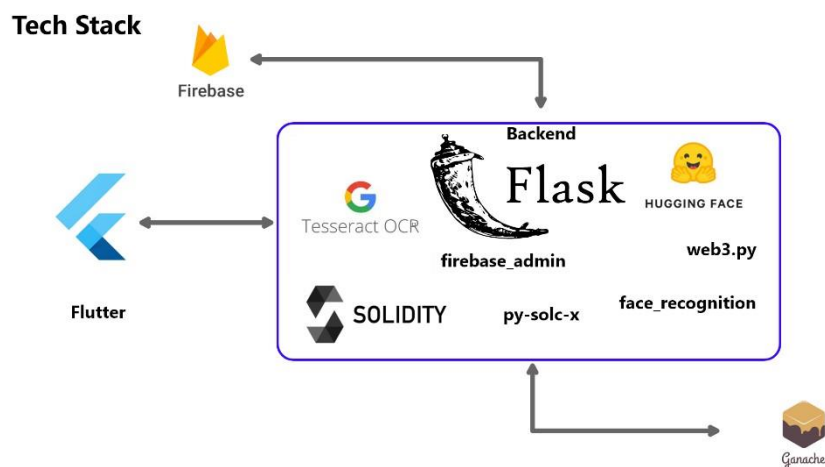 Tech Stack
Firebase
Backend
Flask
HUGGING FACE
Tesseract OCR
web3.py
firebase_admin
face_recognition
Flutter
SOLIDITY
py-solc-x
Ganache